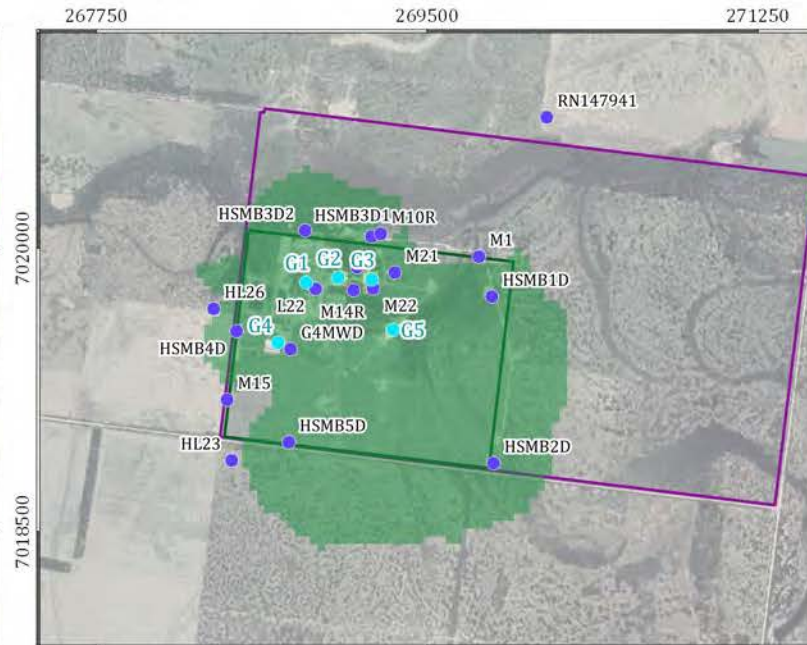 267750 269500 271250
RN147941
HSMB3D2 HSMB3D1 M10R
7020000
M1
G1 G2 G3 M21
HSMB1D
HL26 L22 M14R M22
G4 G4MWD G5
HSMB4D
M15
HL23 HSMB5D
HSMB2D
7018500